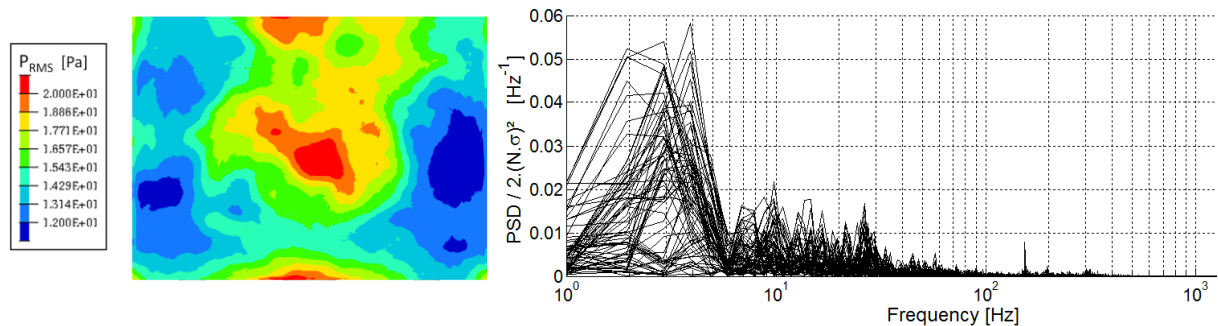 P_RMS [Pa]
2.000E+01
1.886E+01
1.771E+01
1.657E+01
1.543E+01
1.429E+01
1.314E+01
1.200E+01
PSD / 2.(N.σ)² [Hz⁻¹]
0.06
0.05
0.04
0.03
0.02
0.01
0
10⁰ 10¹ 10² 10³
Frequency [Hz]